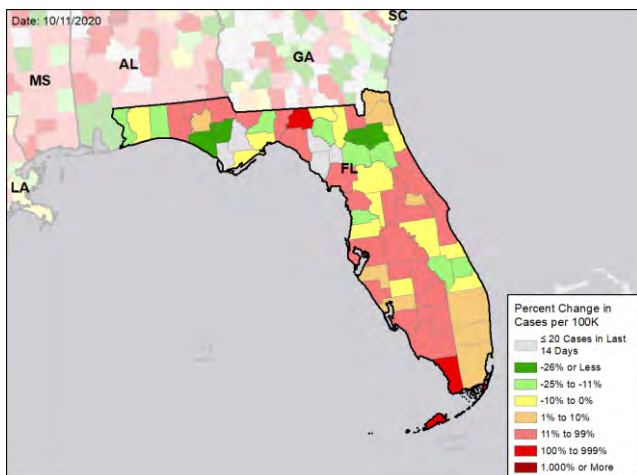 Date: 10/11/2020
SC
AL
GA
MS
LA
FL
Percent Change in
Cases per 100K
≤ 20 Cases in Last
14 Days
-26% or Less
-25% to -11%
-10% to 0%
1% to 10%
11% to 99%
100% to 999%
1,000% or More